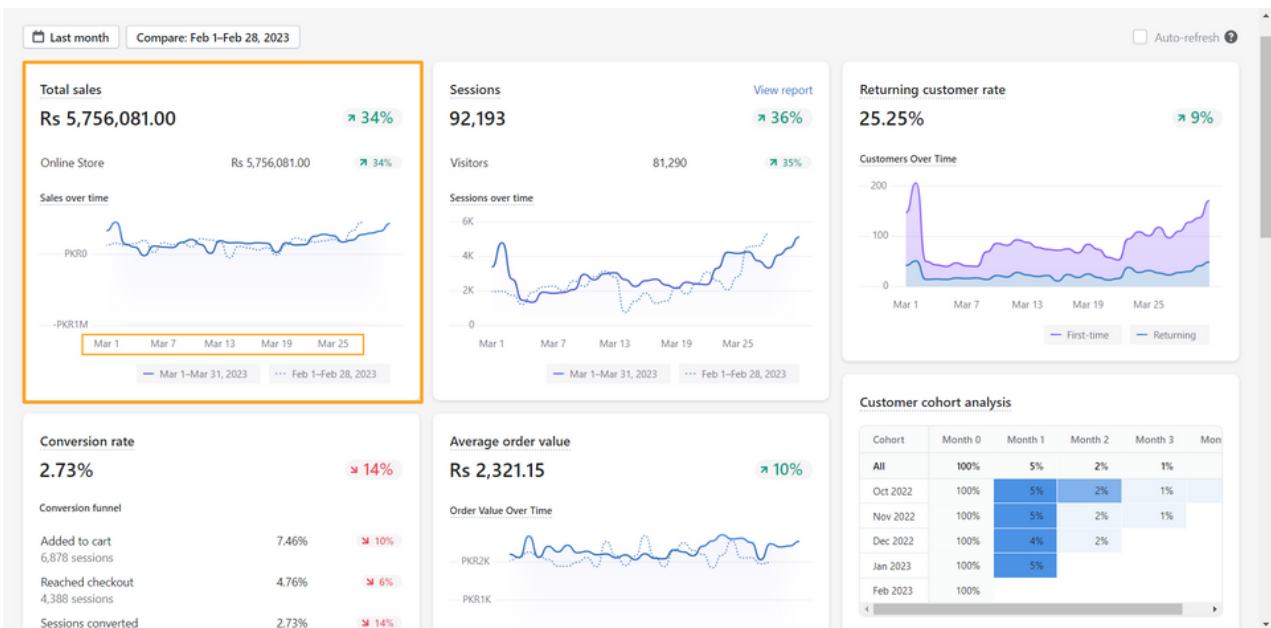 Last month Compare: Feb 1–Feb 28, 2023 Auto-refresh ?
Total sales
Rs 5,756,081.00 34%
Online Store Rs 5,756,081.00 34%
Sales over time
PKR0
-PKR1M
Mar 1 Mar 7 Mar 13 Mar 19 Mar 25
Mar 1–Mar 31, 2023 Feb 1–Feb 28, 2023
Sessions View report
92,193 36%
Visitors 81,290 35%
Sessions over time
6K
4K
2K
0
Mar 1 Mar 7 Mar 13 Mar 19 Mar 25
Mar 1–Mar 31, 2023 Feb 1–Feb 28, 2023
Returning customer rate
25.25% 9%
Customers Over Time
200
100
0
Mar 1 Mar 7 Mar 13 Mar 19 Mar 25
First-time Returning
Conversion rate
2.73% 14%
Conversion funnel
Added to cart 7.46% 10%
6,878 sessions
Reached checkout 4.76% 6%
4,388 sessions
Sessions converted 2.73% 14%
Average order value
Rs 2,321.15 10%
Order Value Over Time
PKR2K
PKR1K
Customer cohort analysis
Cohort Month 0 Month 1 Month 2 Month 3 Mon
All 100% 5% 2% 1%
Oct 2022 100% 5% 2% 1%
Nov 2022 100% 5% 2% 1%
Dec 2022 100% 4% 2%
Jan 2023 100% 5%
Feb 2023 100%